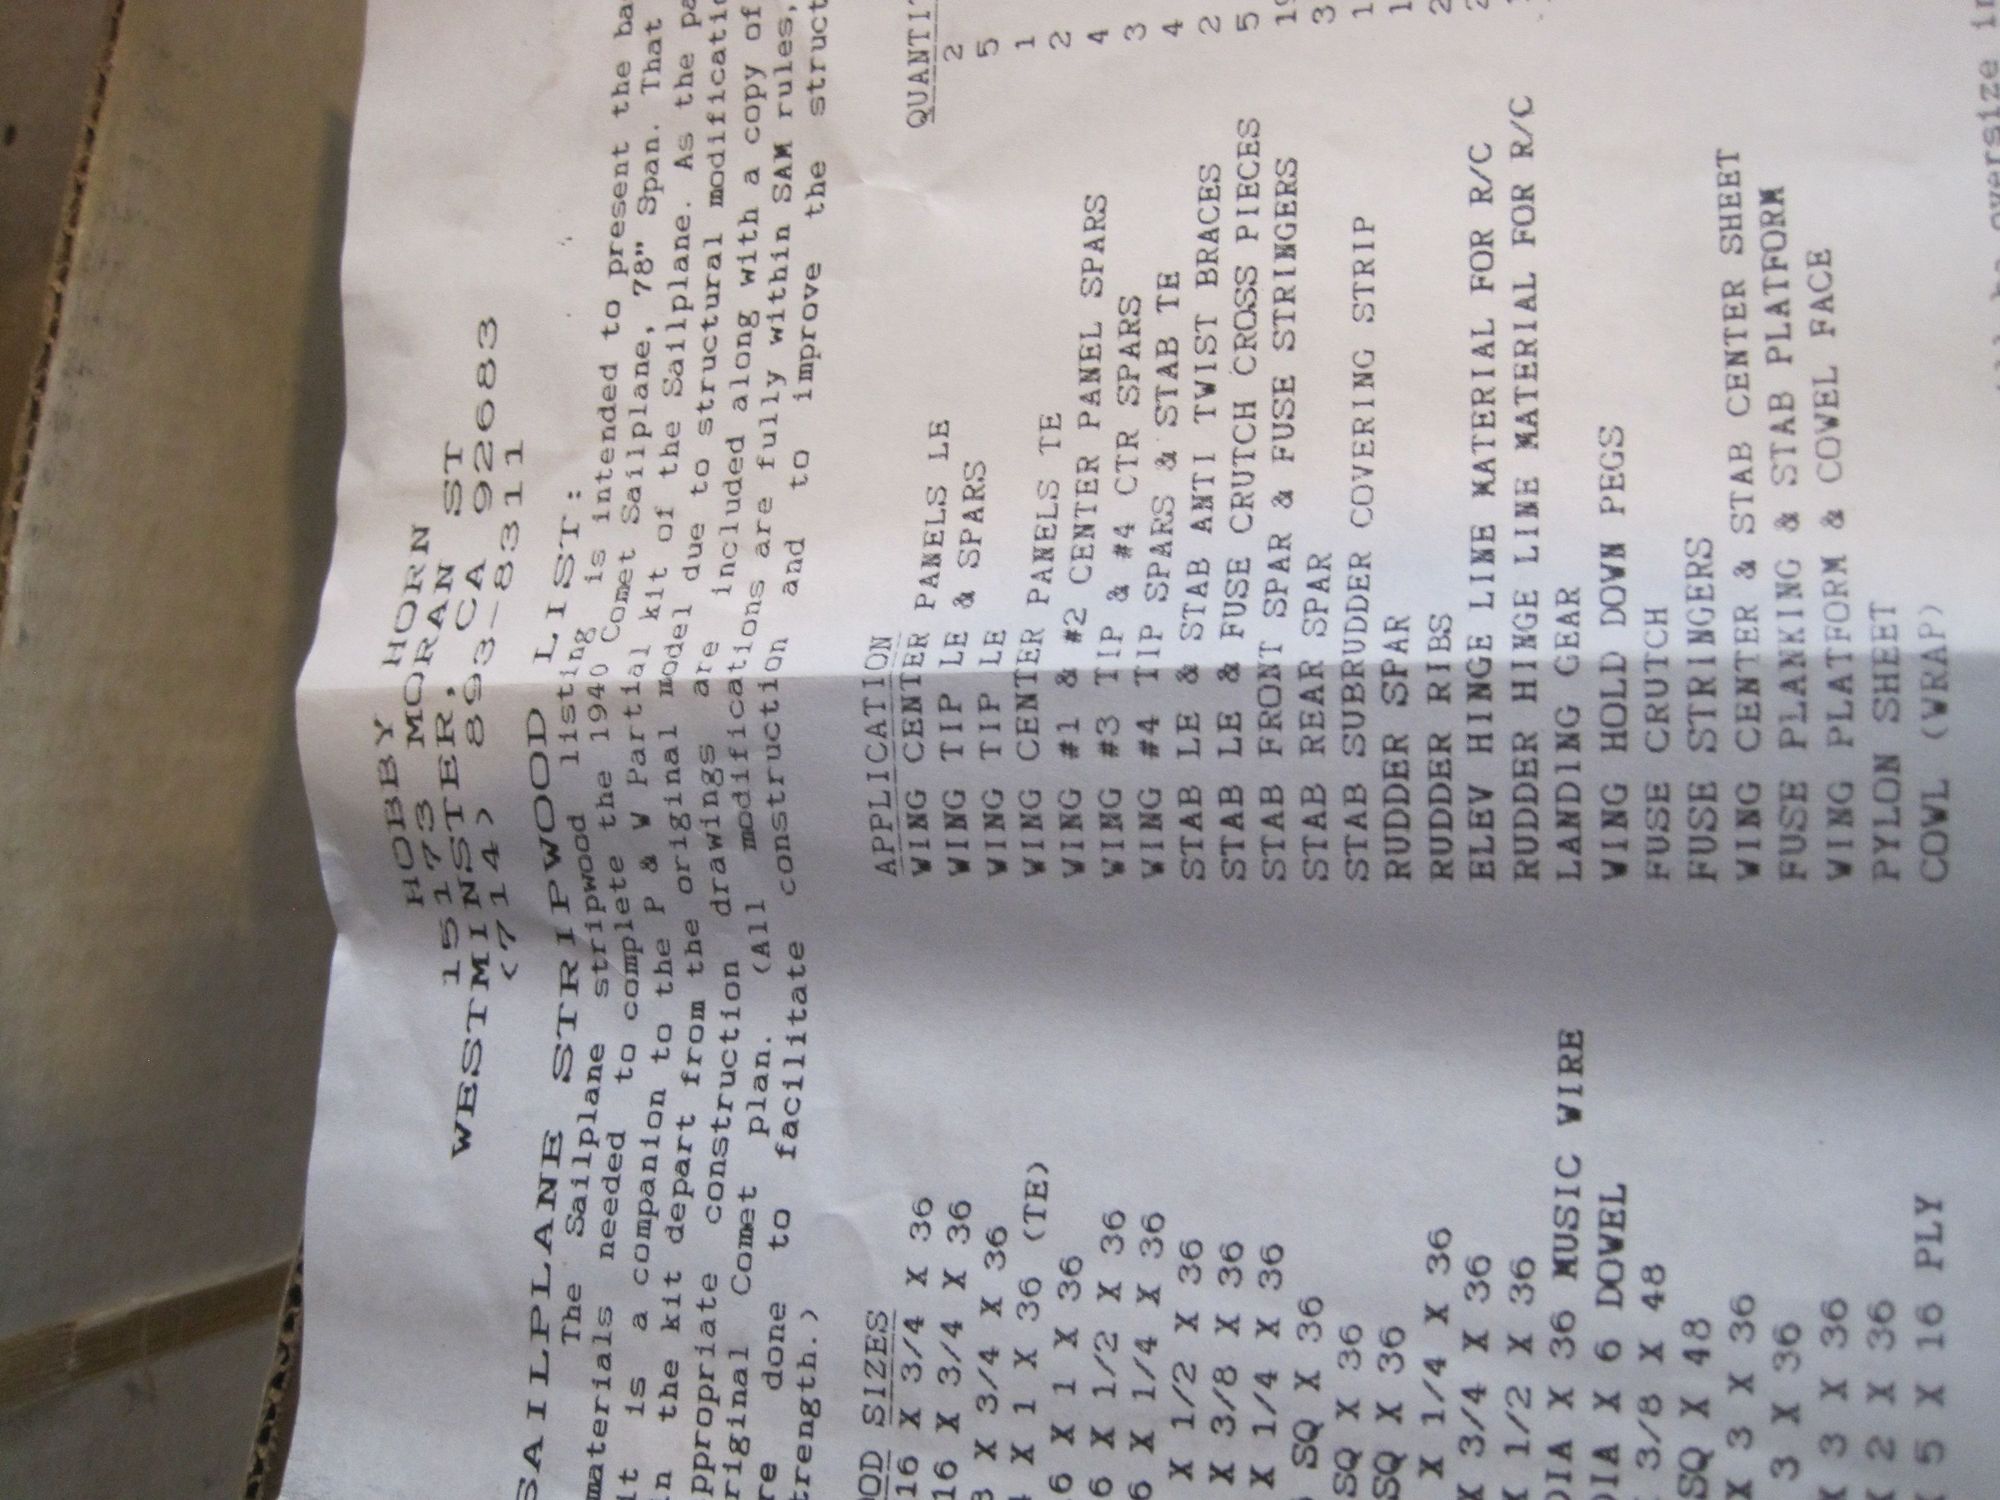 HOBBY HORN
15173 MORAN ST
WESTMINSTER, CA 92683
(714) 893-8311
SAILPLANE STRIPWOOD LIST:
The Sailplane stripwood listing is intended to present the
materials needed to complete the 1940 Comet Sailplane, 78" Span. That
it is a companion to the P & W Partial kit of the Sailplane. As the
the kit depart from the original model due to structural
construction drawings are included along with a copy of
Comet plan. (All modifications are fully within SAM rules,
done to facilitate construction and to improve the

SIZES APPLICATION
X 3/4 X 36 WING CENTER PANELS LE 2
X 3/4 X 36 WING TIP LE & SPARS 5
X 3/4 X 36 WING TIP LE 1
X 1 X 36 (TE) WING CENTER PANELS TE 2
X 1 X 36 WING #1 & #2 CENTER PANEL SPARS 4
X 1/2 X 36 WING #3 TIP & #4 CTR SPARS 3
X 1/4 X 36 WING #4 TIP SPARS & STAB TE 4
X 1/2 X 36 STAB LE & STAB ANTI TWIST BRACES 2
X 3/8 X 36 STAB LE & FUSE CRUTCH CROSS PIECES 5
X 1/4 X 36 STAB FRONT SPAR & FUSE STRINGERS
SQ X 36 STAB REAR SPAR 3
SQ X 36 STAB SUBRUDDER COVERING STRIP 1
SQ X 36 RUDDER SPAR
X 1/4 X 36 RUDDER RIBS
X 3/4 X 36 ELEV HINGE LINE MATERIAL FOR R/C
X 1/2 X 36 RUDDER HINGE LINE MATERIAL FOR R/C
DIA X 36 MUSIC WIRE LANDING GEAR
DIA X 6 DOWEL WING HOLD DOWN PEGS
3/8 X 48 FUSE CRUTCH
SQ X 48 FUSE STRINGERS
X 3 X 36 WING CENTER & STAB CENTER SHEET
3 X 36 FUSE PLANKING & STAB PLATFORM
X 3 X 36 WING PLATFORM & COWEL FACE
X 2 X 36 PYLON SHEET
5 X 16 PLY COWL (WRAP)
oversize